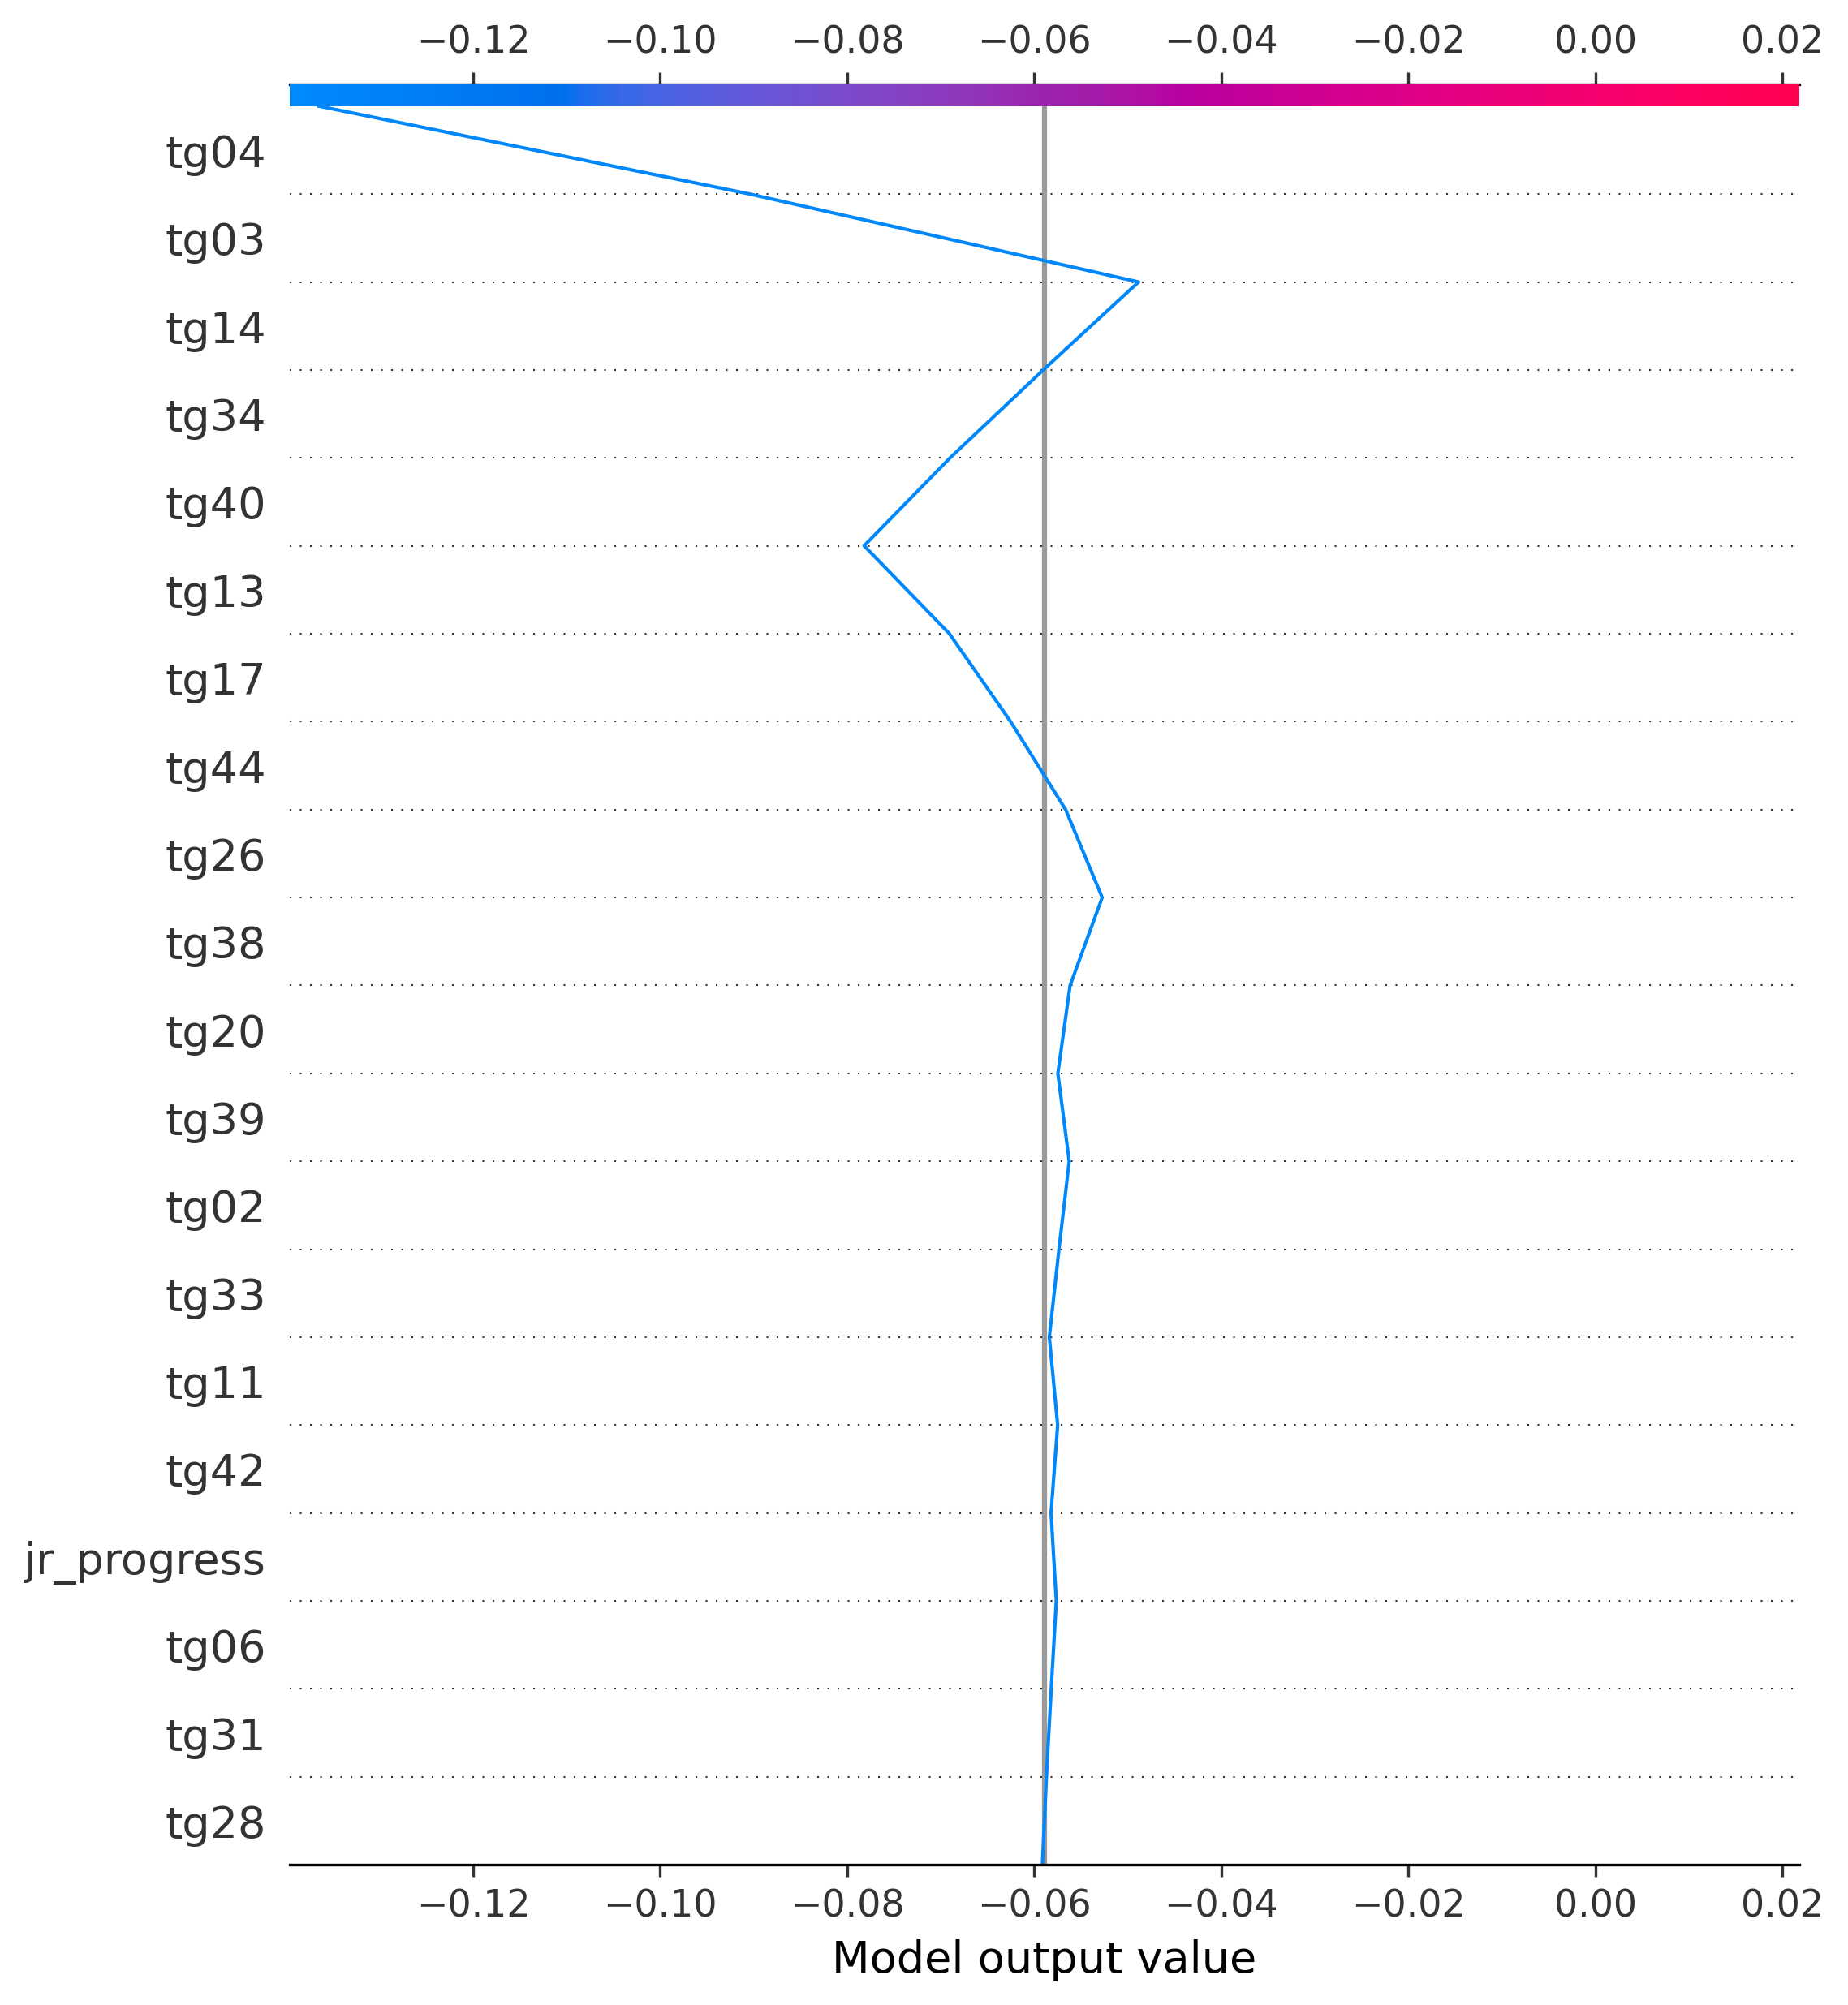 −0.12 −0.10 −0.08 −0.06 −0.04 −0.02 0.00 0.02
tg04
tg03
tg14
tg34
tg40
tg13
tg17
tg44
tg26
tg38
tg20
tg39
tg02
tg33
tg11
tg42
jr_progress
tg06
tg31
tg28
−0.12 −0.10 −0.08 −0.06 −0.04 −0.02 0.00 0.02
Model output value